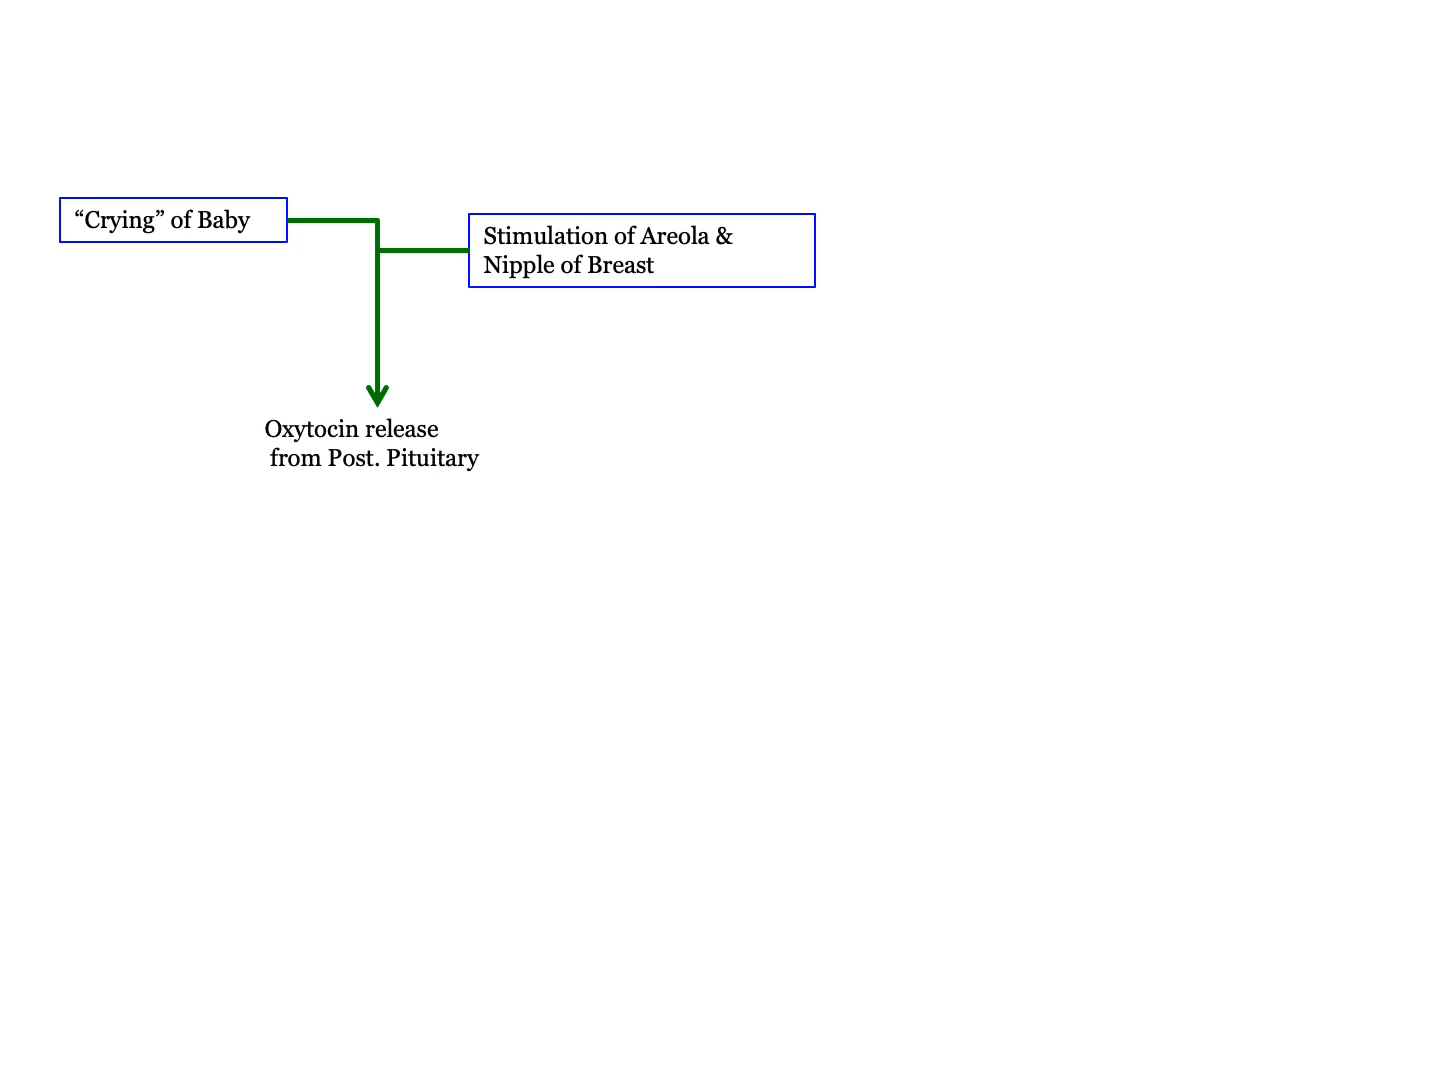 “Crying” of Baby
Stimulation of Areola &
Nipple of Breast
Oxytocin release
from Post. Pituitary